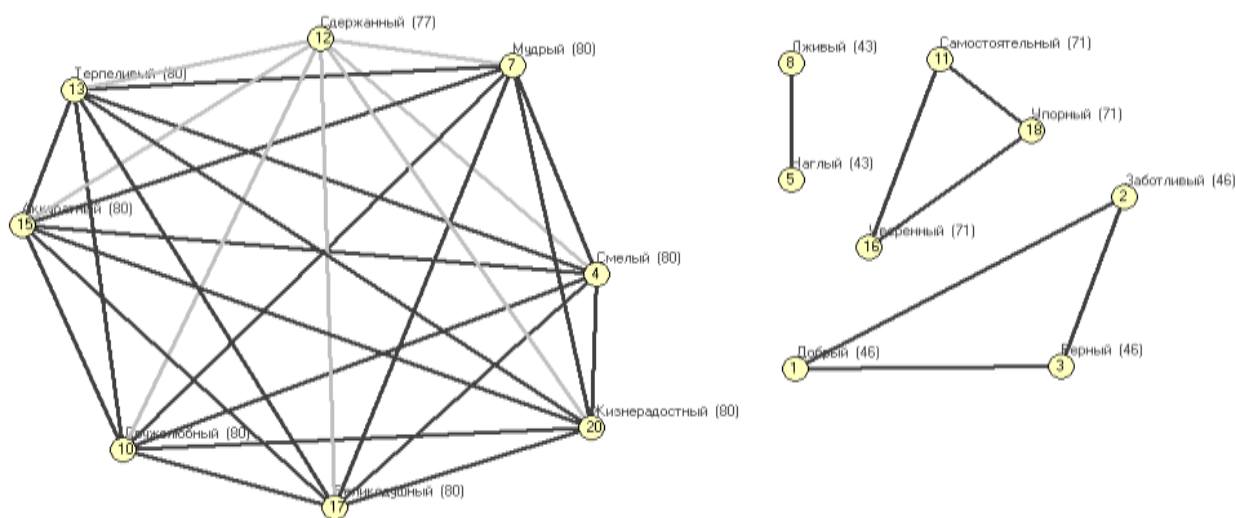 Сдержанный (77)
12
Мудрый (80)
7
Терпеливый (80)
13
Аккуратный (80)
15
Смелый (80)
4
Жизнерадостный (80)
20
Дружелюбный (80)
10
Великодушный (80)
17
Лживый (43)
8
Самостоятельный (71)
11
Упорный (71)
18
Наглый (43)
5
Заботливый (46)
2
Уверенный (71)
16
Добрый (46)
1
Верный (46)
3